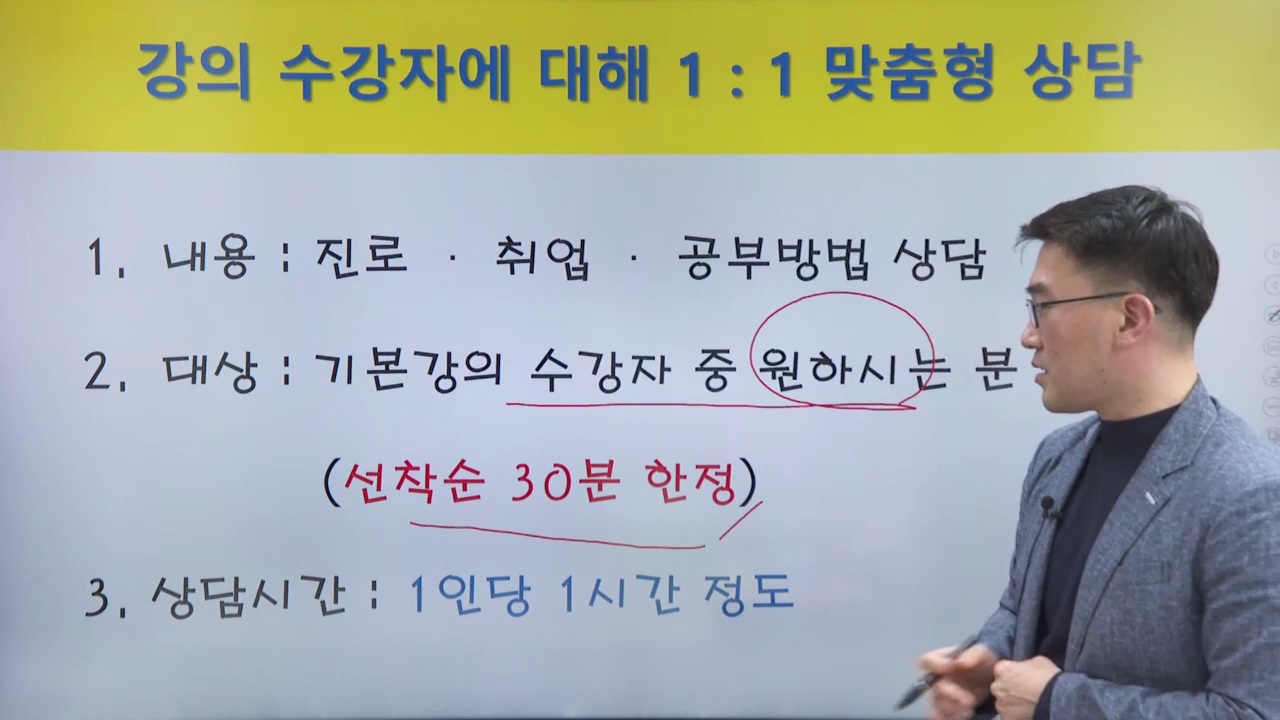 강의 수강자에 대해 1 : 1 맞춤형 상담
1. 내용 : 진로 · 취업 · 공부방법 상담
2. 대상 : 기본강의 수강자 중 원하시는 분
(선착순 30분 한정)
3. 상담시간 : 1인당 1시간 정도